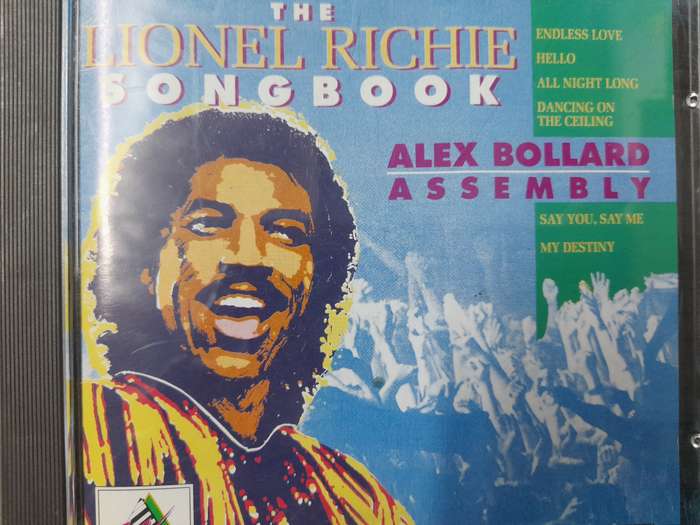 THE
LIONEL RICHIE
SONGBOOK
ENDLESS LOVE
HELLO
ALL NIGHT LONG
DANCING ON
THE CEILING
ALEX BOLLARD
ASSEMBLY
SAY YOU, SAY ME
MY DESTINY